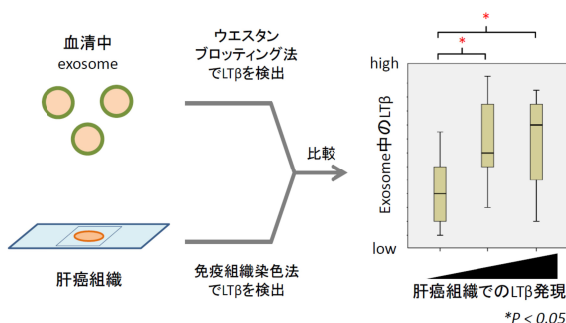 血清中
exosome
ウエスタン
ブロッティング法
でLTβを検出
比較
肝癌組織
免疫組織染色法
でLTβを検出
*
*
high
Exosome中のLTβ
low
肝癌組織でのLTβ発現
*P < 0.05